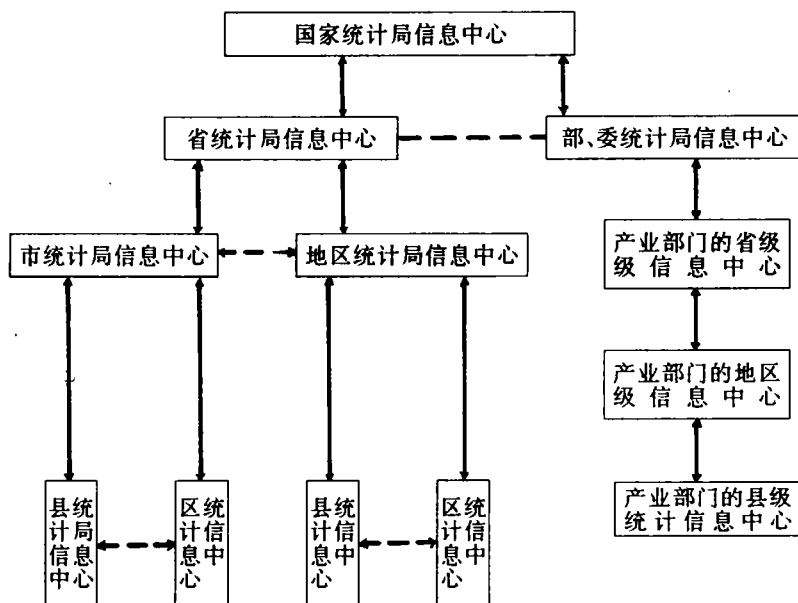 国家统计局信息中心
省统计局信息中心
部、委统计局信息中心
市统计局信息中心
地区统计局信息中心
产业部门的省级
级信息中心
产业部门的地区
级信息中心
产业部门的县级
统计信息中心
县统
计局
信息
中心
区统
计信
息中
心
县统
计信
息中
心
区统
计信
息中
心